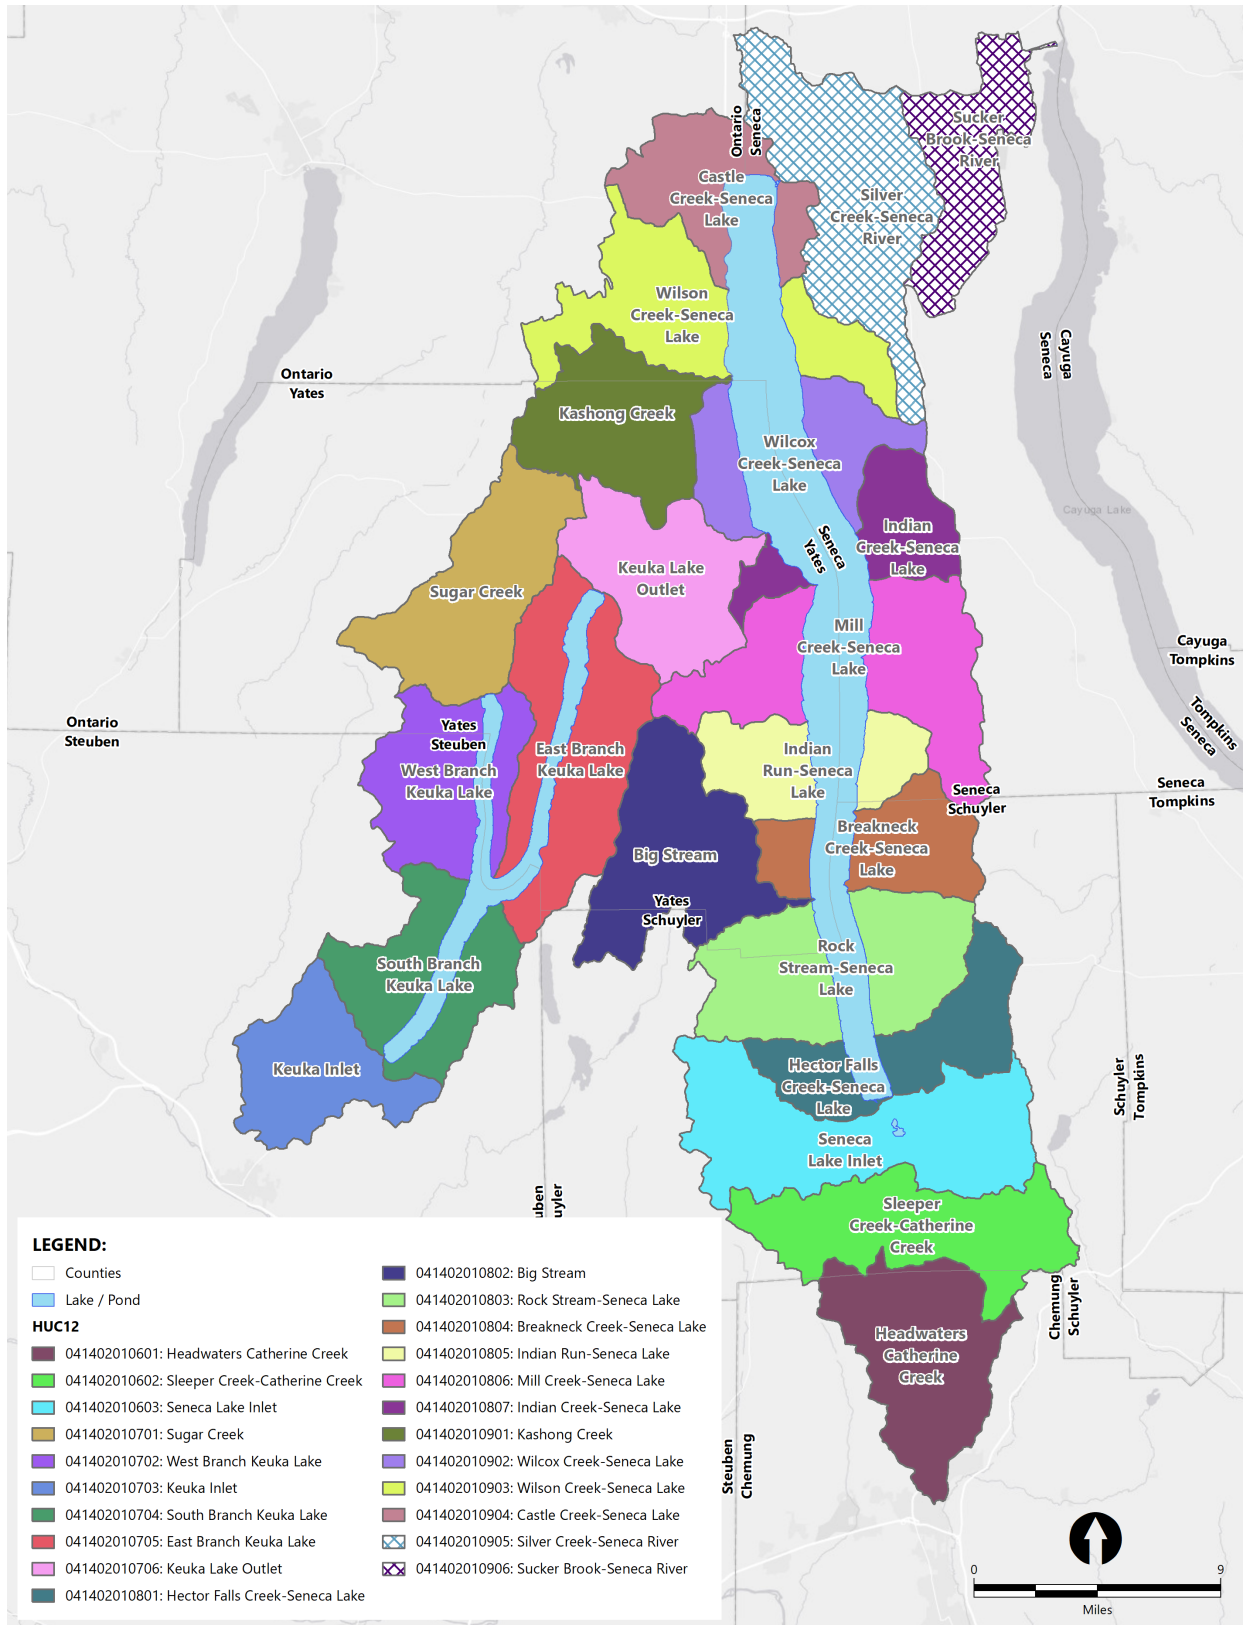 Ontario
Seneca
Sucker
Brook-Seneca
River
Castle
Creek-Seneca
Lake
Silver
Creek-Seneca
River
Wilson
Creek-Seneca
Lake
Cayuga
Seneca
Ontario
Yates
Kashong Creek
Wilcox
Creek-Seneca
Lake
Cayuga Lake
Indian
Creek-Seneca
Lake
Seneca
Yates
Keuka Lake
Outlet
Sugar Creek
Mill
Creek-Seneca
Lake
Cayuga
Tompkins
Tompkins
Seneca
Ontario
Steuben
Yates
Steuben
East Branch
Keuka Lake
West Branch
Keuka Lake
Indian
Run-Seneca
Lake
Seneca
Schuyler
Seneca
Tompkins
Breakneck
Creek-Seneca
Lake
Big Stream
Yates
Schuyler
Rock
Stream-Seneca
Lake
South Branch
Keuka Lake
Keuka Inlet
Hector Falls
Creek-Seneca
Lake
Schuyler
Tompkins
Seneca
Lake Inlet
uben
uyler
Sleeper
Creek-Catherine
Creek
Chemung
Schuyler
Headwaters
Catherine
Creek
Steuben
Chemung
LEGEND:
Counties
Lake / Pond
HUC12
041402010601: Headwaters Catherine Creek
041402010602: Sleeper Creek-Catherine Creek
041402010603: Seneca Lake Inlet
041402010701: Sugar Creek
041402010702: West Branch Keuka Lake
041402010703: Keuka Inlet
041402010704: South Branch Keuka Lake
041402010705: East Branch Keuka Lake
041402010706: Keuka Lake Outlet
041402010801: Hector Falls Creek-Seneca Lake
041402010802: Big Stream
041402010803: Rock Stream-Seneca Lake
041402010804: Breakneck Creek-Seneca Lake
041402010805: Indian Run-Seneca Lake
041402010806: Mill Creek-Seneca Lake
041402010807: Indian Creek-Seneca Lake
041402010901: Kashong Creek
041402010902: Wilcox Creek-Seneca Lake
041402010903: Wilson Creek-Seneca Lake
041402010904: Castle Creek-Seneca Lake
041402010905: Silver Creek-Seneca River
041402010906: Sucker Brook-Seneca River
0 9
Miles